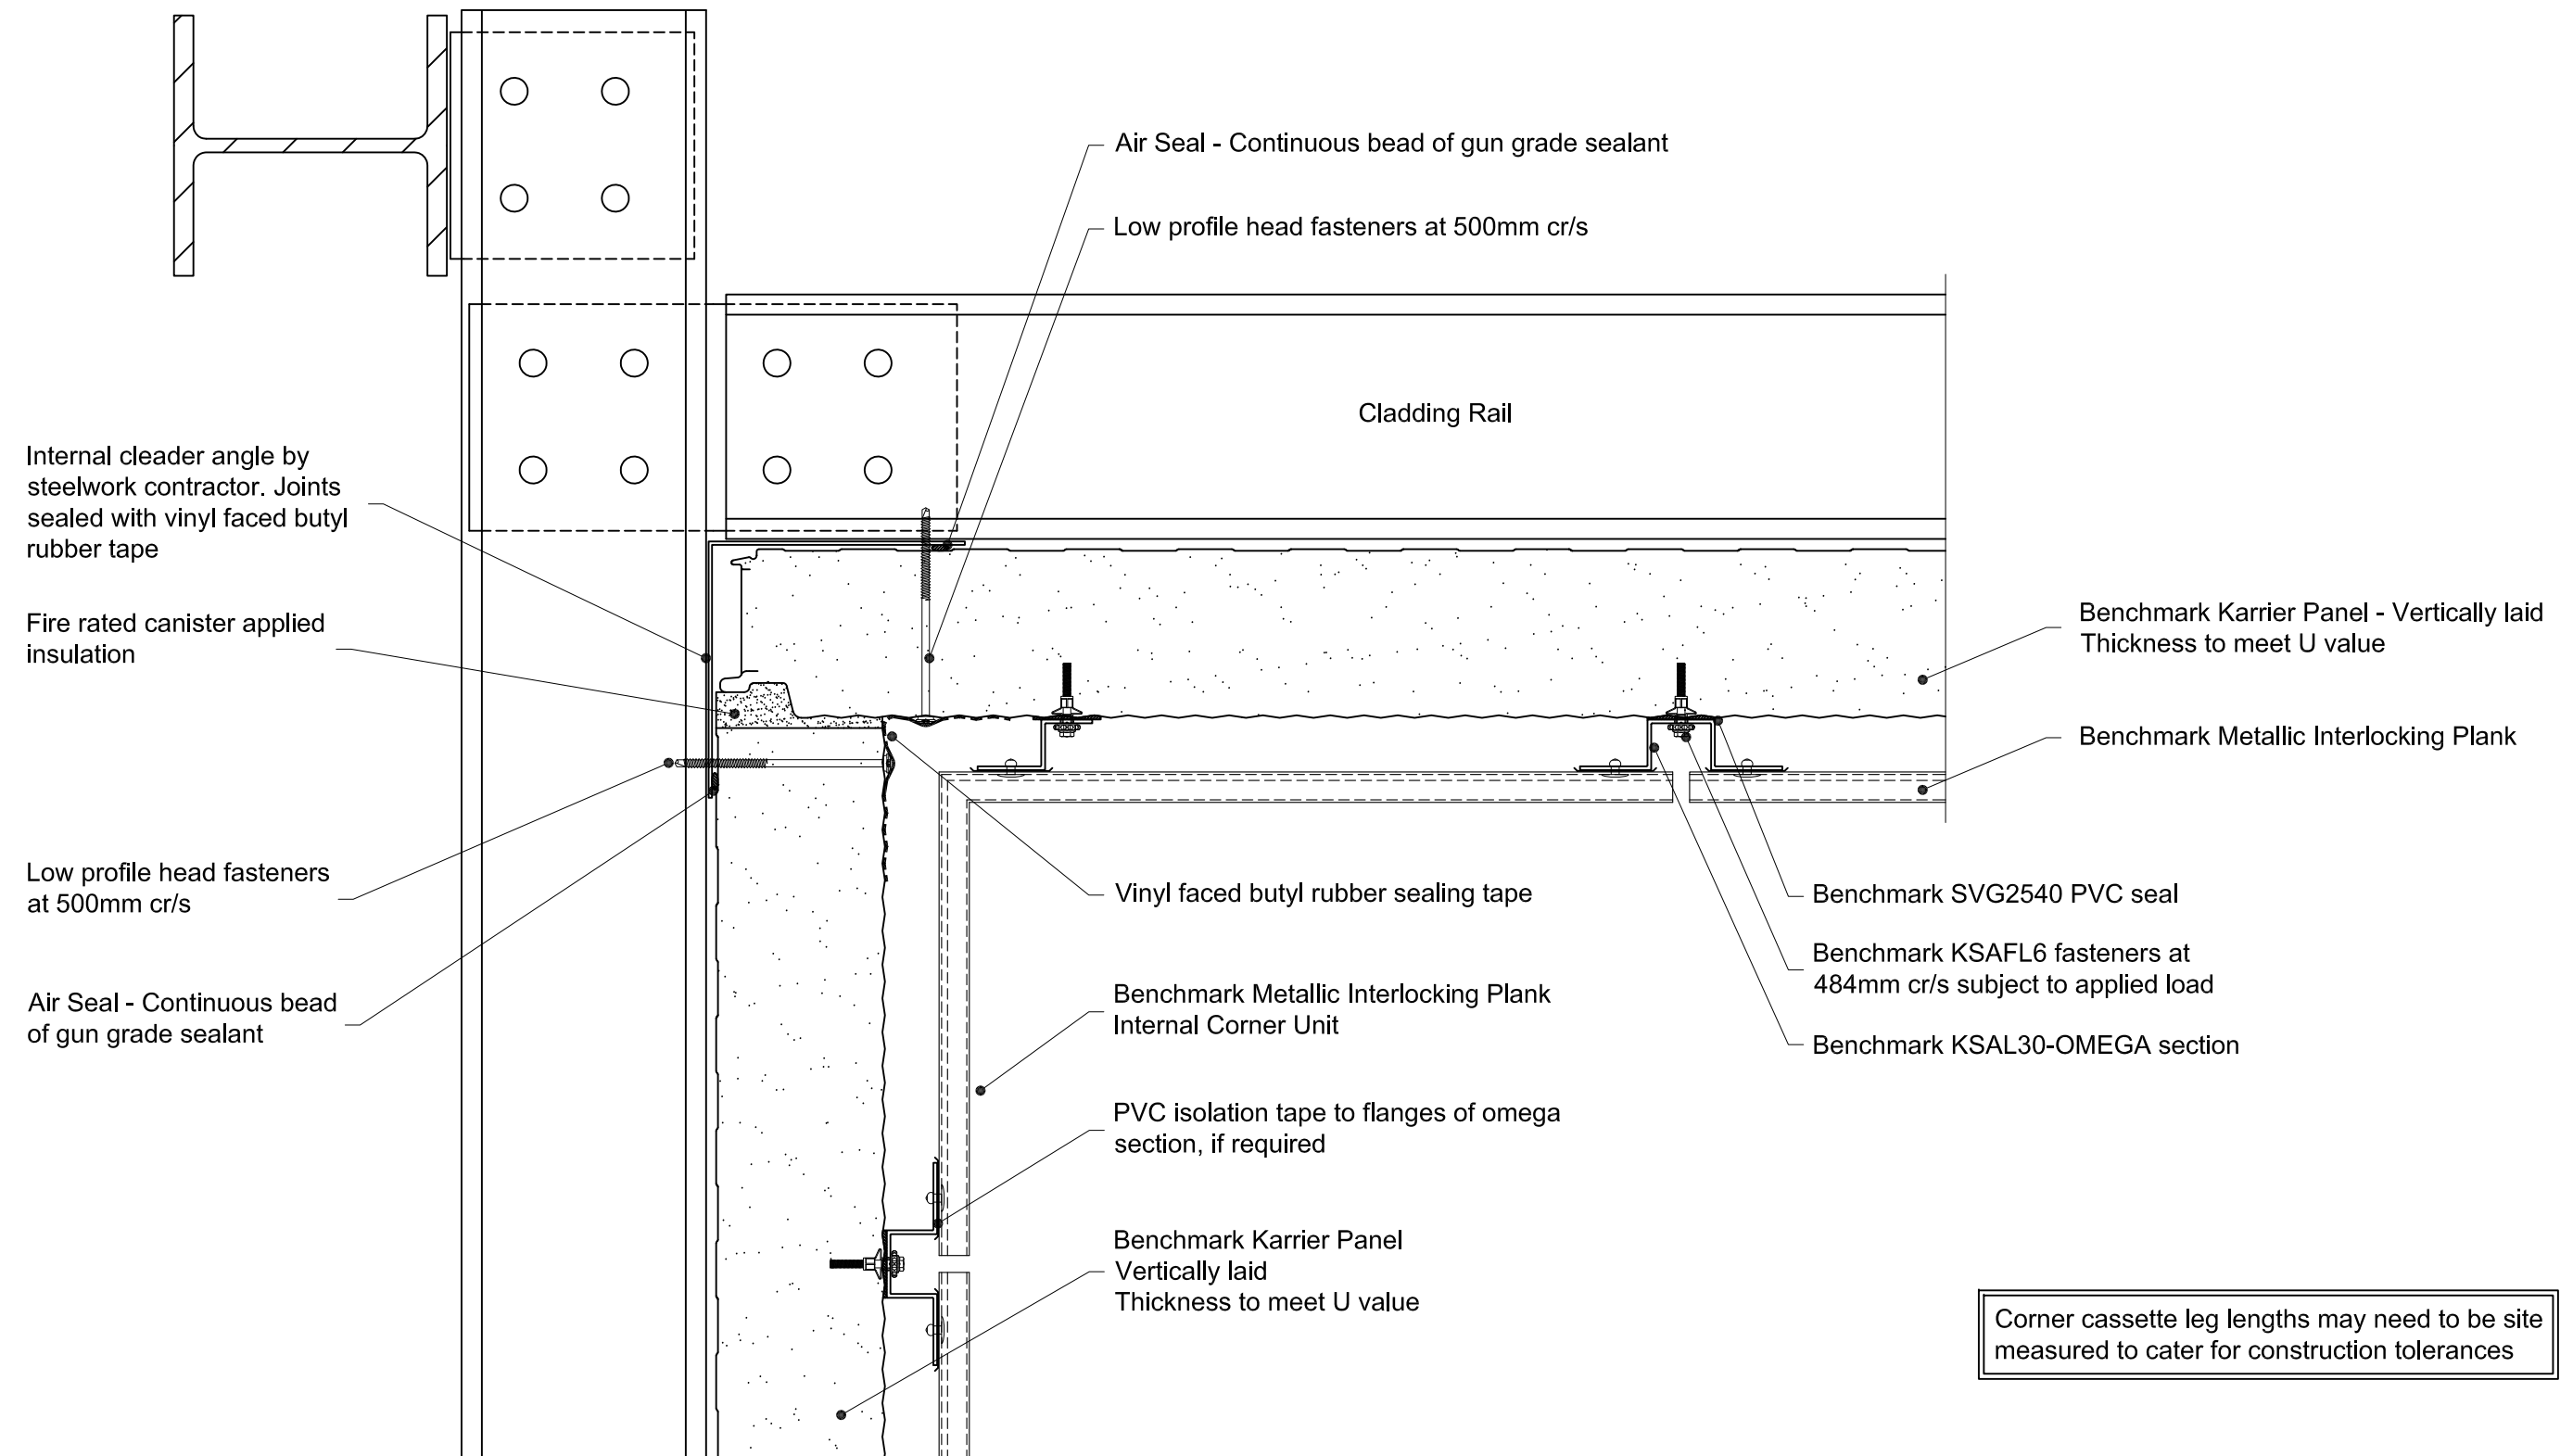 Air Seal - Continuous bead of gun grade sealant
Low profile head fasteners at 500mm cr/s
Cladding Rail
Internal cleader angle by
steelwork contractor. Joints
sealed with vinyl faced butyl
rubber tape
Fire rated canister applied
insulation
Low profile head fasteners
at 500mm cr/s
Air Seal - Continuous bead
of gun grade sealant
Benchmark Karrier Panel - Vertically laid
Thickness to meet U value
Benchmark Metallic Interlocking Plank
Vinyl faced butyl rubber sealing tape
Benchmark Metallic Interlocking Plank
Internal Corner Unit
PVC isolation tape to flanges of omega
section, if required
Benchmark Karrier Panel
Vertically laid
Thickness to meet U value
Benchmark SVG2540 PVC seal
Benchmark KSAFL6 fasteners at
484mm cr/s subject to applied load
Benchmark KSAL30-OMEGA section
Corner cassette leg lengths may need to be site
measured to cater for construction tolerances